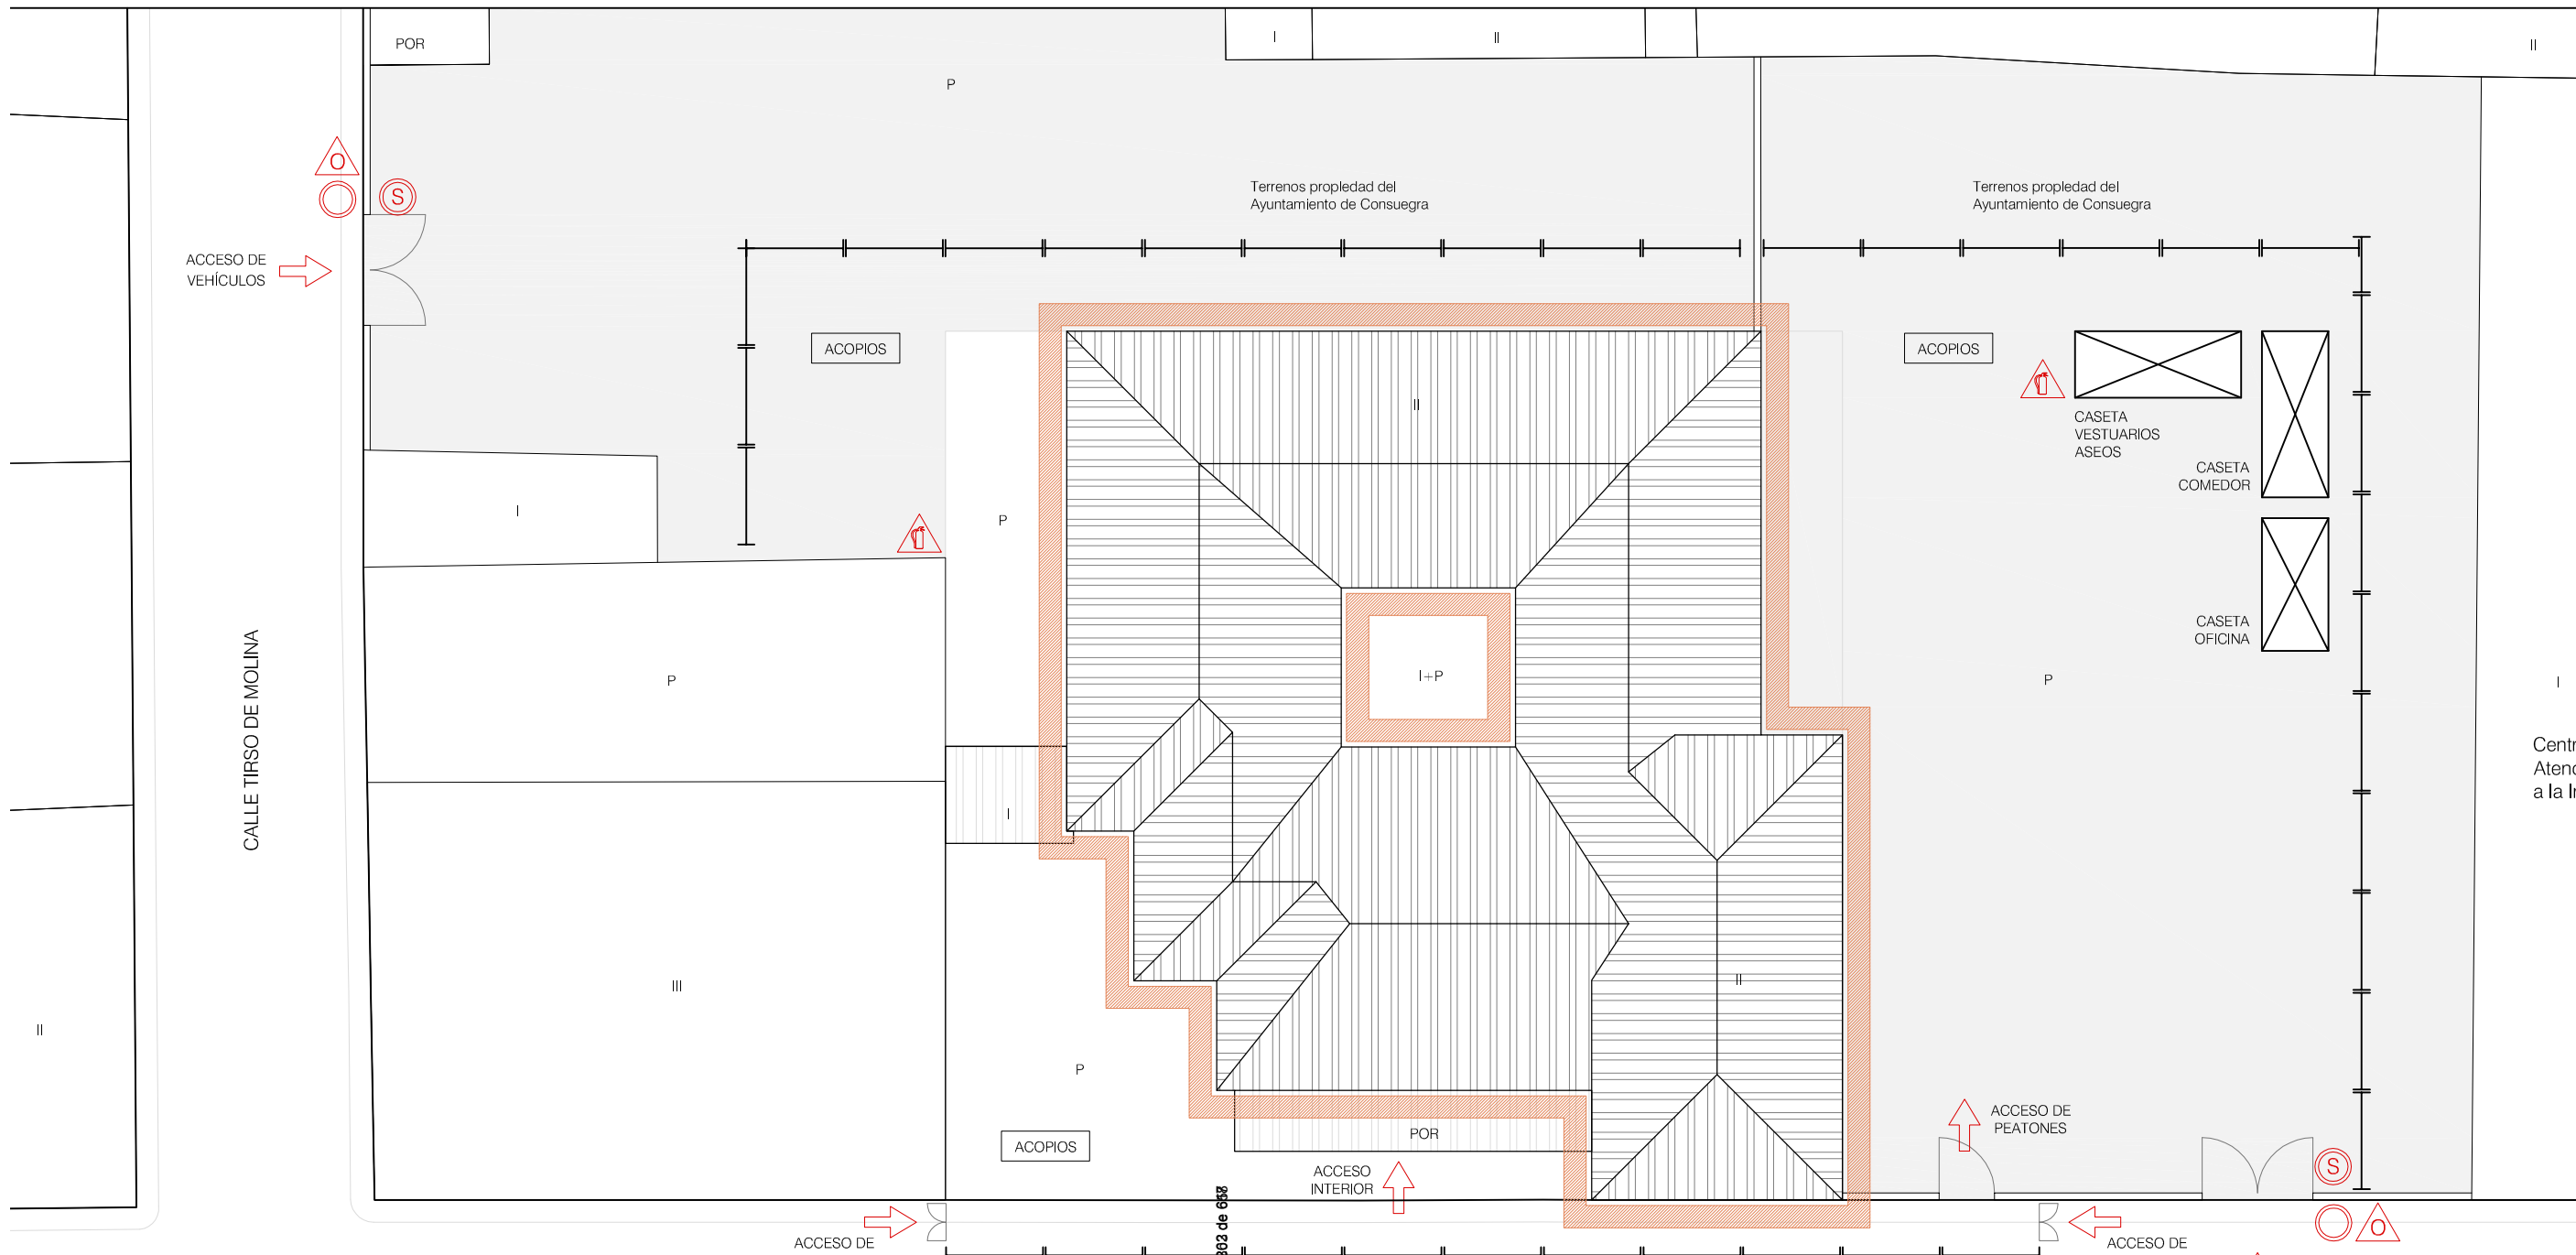 POR
I
II
II
P
O
S
Terrenos propiedad del
Ayuntamiento de Consuegra
Terrenos propiedad del
Ayuntamiento de Consuegra
ACCESO DE
VEHÍCULOS
ACOPIOS
ACOPIOS
II
CASETA
VESTUARIOS
ASEOS
CASETA
COMEDOR
I
P
CASETA
OFICINA
CALLE TIRSO DE MOLINA
P
I+P
P
I
I
III
II
II
P
ACOPIOS
POR
ACCESO DE
PEATONES
ACCESO
INTERIOR
S
O
ACCESO DE
ACCESO DE